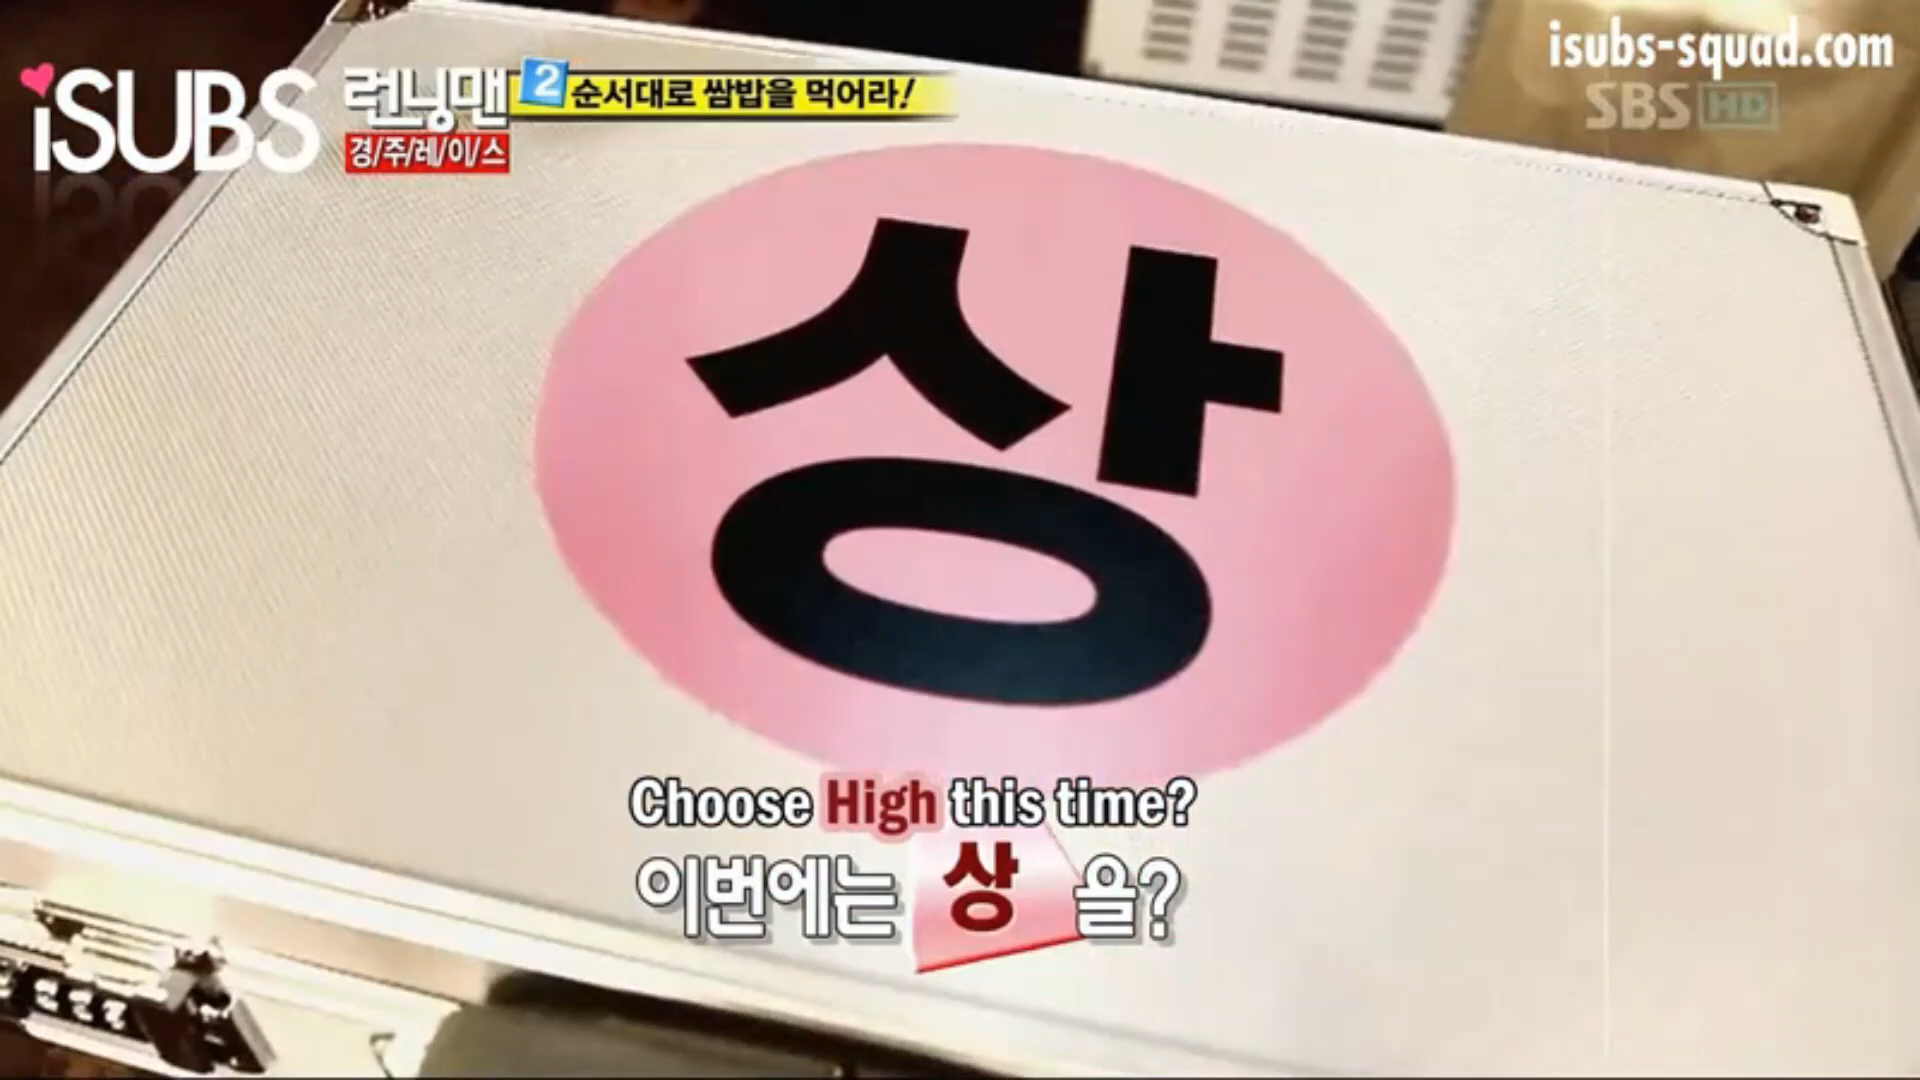 iSUBS
런닝맨
경/주/레/이/스
2 순서대로 쌈밥을 먹어라!
isubs-squad.com
SBS HD
상
Choose High this time?
이번에는 상 을?